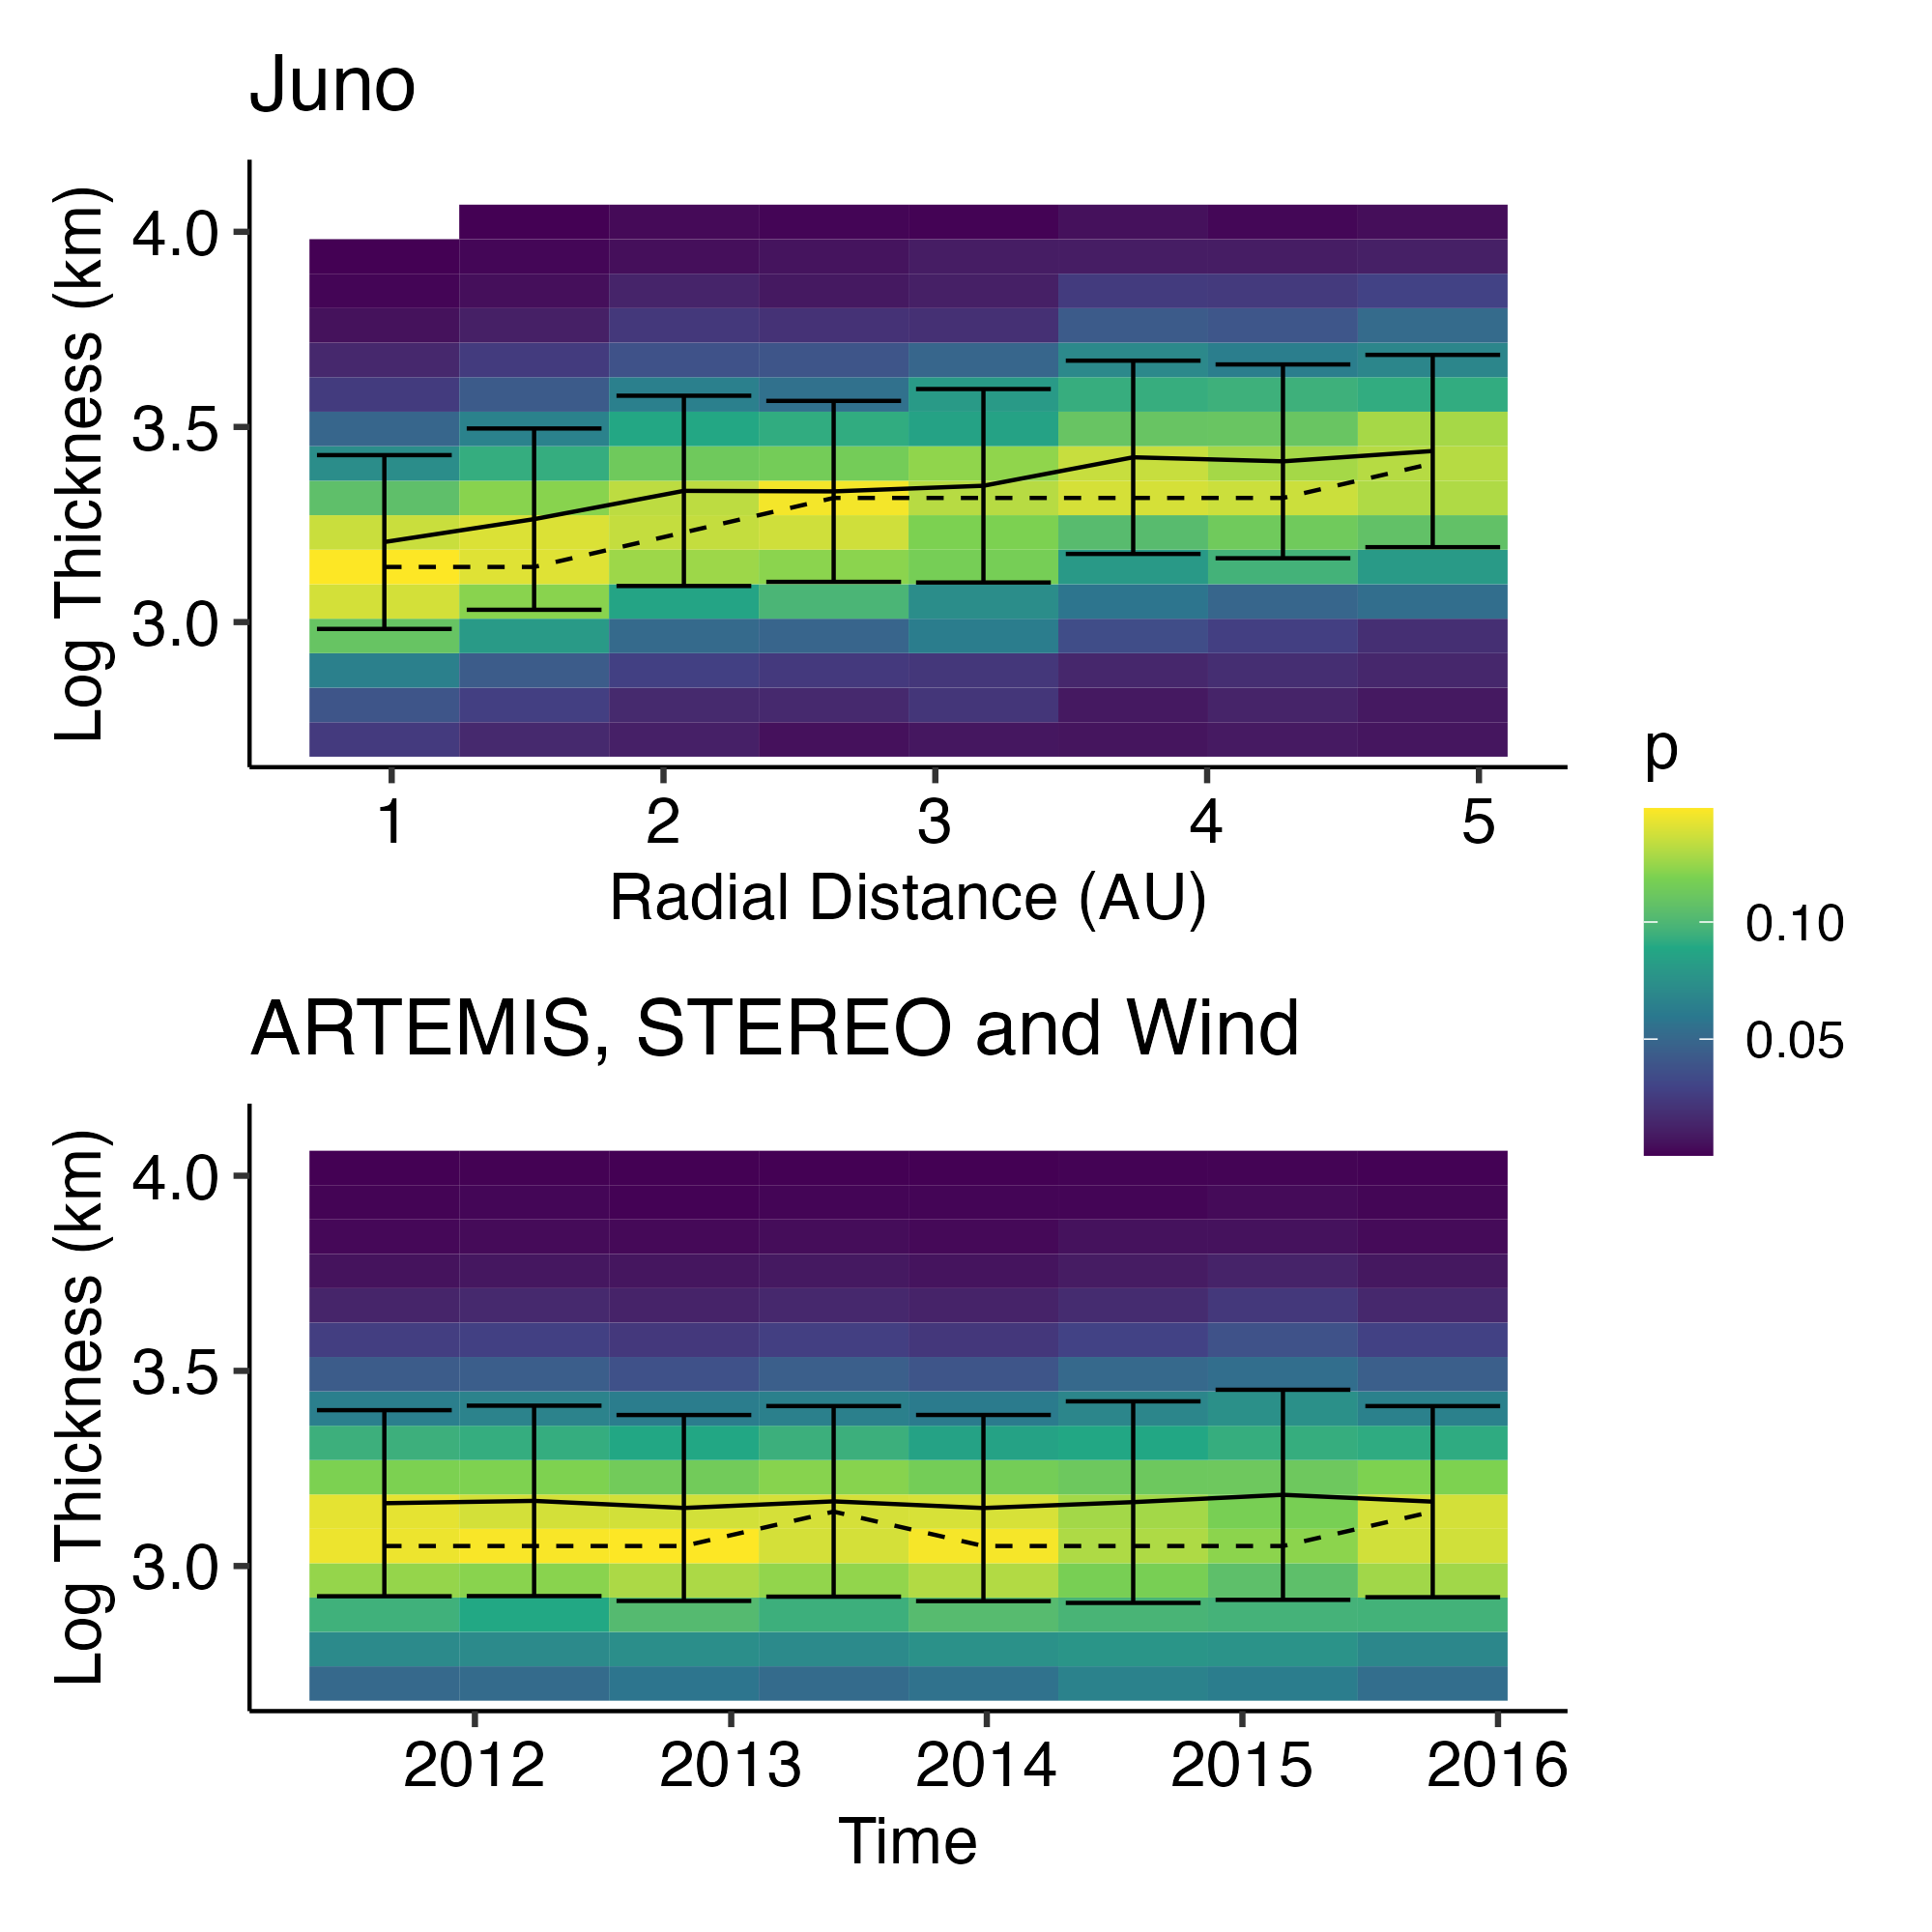 Juno
Log Thickness (km)
4.0
3.5
3.0
1 2 3 4 5
Radial Distance (AU)
p
0.10
0.05
ARTEMIS, STEREO and Wind
Log Thickness (km)
4.0
3.5
3.0
2012 2013 2014 2015 2016
Time